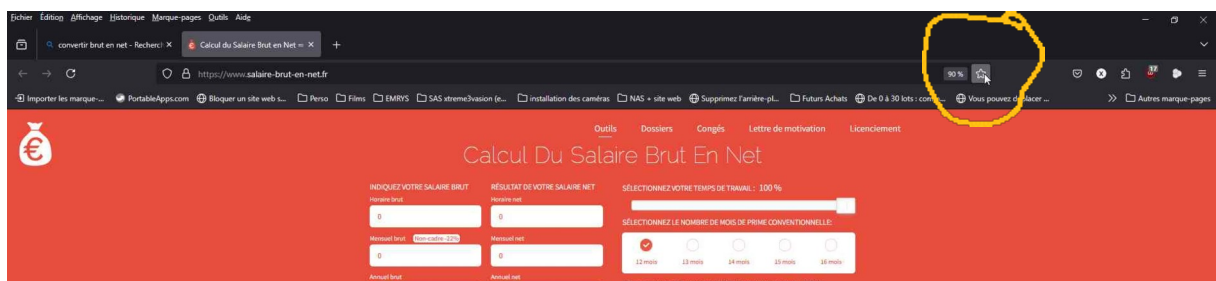 Fichier Édition Affichage Historique Marque-pages Outils Aide
convertir brut en net - Recherc Calcul du Salaire Brut en Net
https://www.salaire-brut-en-net.fr 90 % 17
Importer les marque-... PortableApps.com Bloquer un site web s... Perso Films EMRYS SAS xtreme3vasion (e... installation des caméras NAS + site web Supprimez l'arrière-pl... Futurs Achats De 0 à 30 lots : com... Vous pouvez déplacer ... Autres marque-pages
Outils Dossiers Congés Lettre de motivation Licenciement
€
Calcul Du Salaire Brut En Net
INDIQUEZ VOTRE SALAIRE BRUT RÉSULTAT DE VOTRE SALAIRE NET SÉLECTIONNEZ VOTRE TEMPS DE TRAVAIL : 100 %
Horaire brut Horaire net
0 0
SÉLECTIONNEZ LE NOMBRE DE MOIS DE PRIME CONVENTIONNELLE:
Mensuel brut Non-cadre -22% Mensuel net
0 0
12 mois 13 mois 14 mois 15 mois 16 mois
Annuel brut Annuel net